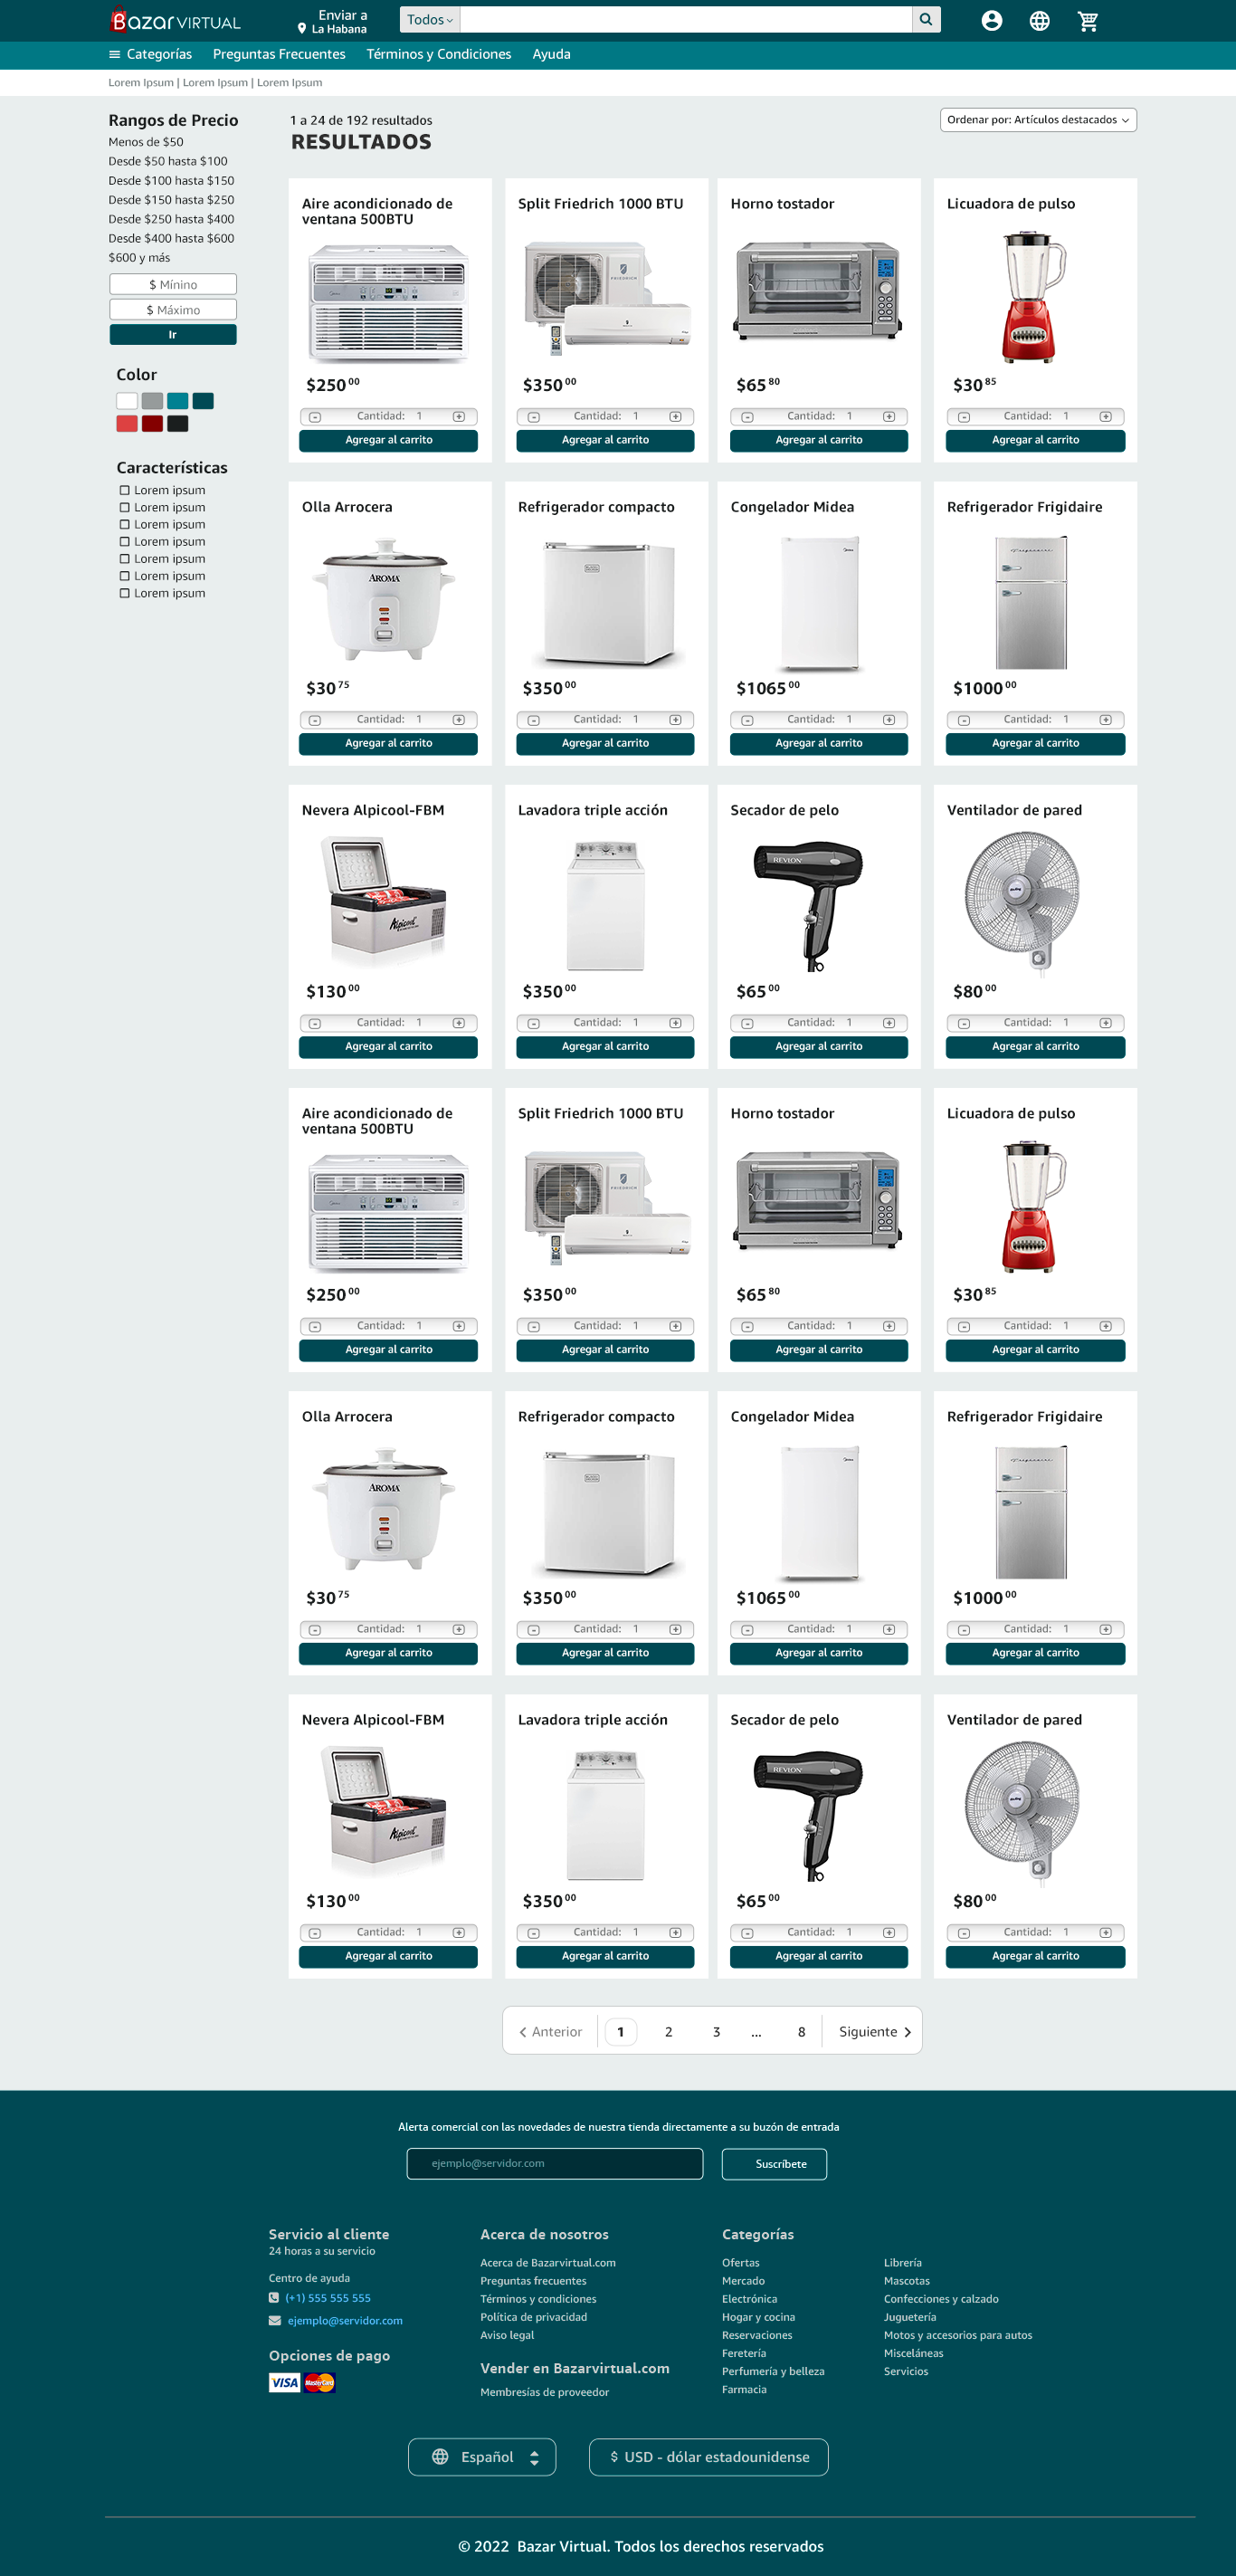 Bazar VIRTUAL
Enviar a
La Habana
Todos
Categorías Preguntas Frecuentes Términos y Condiciones Ayuda
Lorem Ipsum | Lorem Ipsum | Lorem Ipsum
Rangos de Precio
Menos de $50
Desde $50 hasta $100
Desde $100 hasta $150
Desde $150 hasta $250
Desde $250 hasta $400
Desde $400 hasta $600
$600 y más
$ Mínino
$ Máximo
Ir
Color
Características
Lorem ipsum
Lorem ipsum
Lorem ipsum
Lorem ipsum
Lorem ipsum
Lorem ipsum
Lorem ipsum
1 a 24 de 192 resultados
RESULTADOS
Ordenar por: Artículos destacados
Aire acondicionado de
ventana 500BTU
$250 00
- Cantidad: 1 +
Agregar al carrito
Split Friedrich 1000 BTU
FRIEDRICH
$350 00
- Cantidad: 1 +
Agregar al carrito
Horno tostador
$65 80
- Cantidad: 1 +
Agregar al carrito
Licuadora de pulso
$30 85
- Cantidad: 1 +
Agregar al carrito
Olla Arrocera
AROMA
$30 75
- Cantidad: 1 +
Agregar al carrito
Refrigerador compacto
$350 00
- Cantidad: 1 +
Agregar al carrito
Congelador Midea
Midea
$1065 00
- Cantidad: 1 +
Agregar al carrito
Refrigerador Frigidaire
Frigidaire
$1000 00
- Cantidad: 1 +
Agregar al carrito
Nevera Alpicool-FBM
Alpicool
$130 00
- Cantidad: 1 +
Agregar al carrito
Lavadora triple acción
$350 00
- Cantidad: 1 +
Agregar al carrito
Secador de pelo
REVLON
$65 00
- Cantidad: 1 +
Agregar al carrito
Ventilador de pared
$80 00
- Cantidad: 1 +
Agregar al carrito
Aire acondicionado de
ventana 500BTU
$250 00
- Cantidad: 1 +
Agregar al carrito
Split Friedrich 1000 BTU
FRIEDRICH
$350 00
- Cantidad: 1 +
Agregar al carrito
Horno tostador
$65 80
- Cantidad: 1 +
Agregar al carrito
Licuadora de pulso
$30 85
- Cantidad: 1 +
Agregar al carrito
Olla Arrocera
AROMA
$30 75
- Cantidad: 1 +
Agregar al carrito
Refrigerador compacto
$350 00
- Cantidad: 1 +
Agregar al carrito
Congelador Midea
Midea
$1065 00
- Cantidad: 1 +
Agregar al carrito
Refrigerador Frigidaire
Frigidaire
$1000 00
- Cantidad: 1 +
Agregar al carrito
Nevera Alpicool-FBM
Alpicool
$130 00
- Cantidad: 1 +
Agregar al carrito
Lavadora triple acción
$350 00
- Cantidad: 1 +
Agregar al carrito
Secador de pelo
REVLON
$65 00
- Cantidad: 1 +
Agregar al carrito
Ventilador de pared
$80 00
- Cantidad: 1 +
Agregar al carrito
Anterior 1 2 3 ... 8 Siguiente
Alerta comercial con las novedades de nuestra tienda directamente a su buzón de entrada
ejemplo@servidor.com
Suscríbete
Servicio al cliente
24 horas a su servicio
Centro de ayuda
(+1) 555 555 555
ejemplo@servidor.com
Opciones de pago
VISA MasterCard
Acerca de nosotros
Acerca de Bazarvirtual.com
Preguntas frecuentes
Términos y condiciones
Política de privacidad
Aviso legal
Vender en Bazarvirtual.com
Membresías de proveedor
Categorías
Ofertas
Mercado
Electrónica
Hogar y cocina
Reservaciones
Feretería
Perfumería y belleza
Farmacia
Librería
Mascotas
Confecciones y calzado
Juguetería
Motos y accesorios para autos
Misceláneas
Servicios
Español
$ USD - dólar estadounidense
© 2022 Bazar Virtual. Todos los derechos reservados